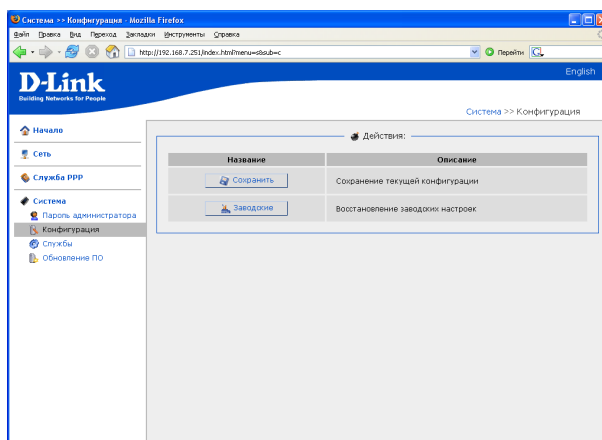 Система >> Конфигурация - Mozilla Firefox
Файл Правка Вид Переход Закладки Инструменты Справка
http://192.168.7.251/index.html?menu=s&sub=c
Перейти
English
D-Link
Building Networks for People
Система >> Конфигурация
Начало
Сеть
Служба PPP
Система
Пароль администратора
Конфигурация
Службы
Обновление ПО
Действия:
Название Описание
Сохранить Сохранение текущей конфигурации
Заводские Восстановление заводских настроек